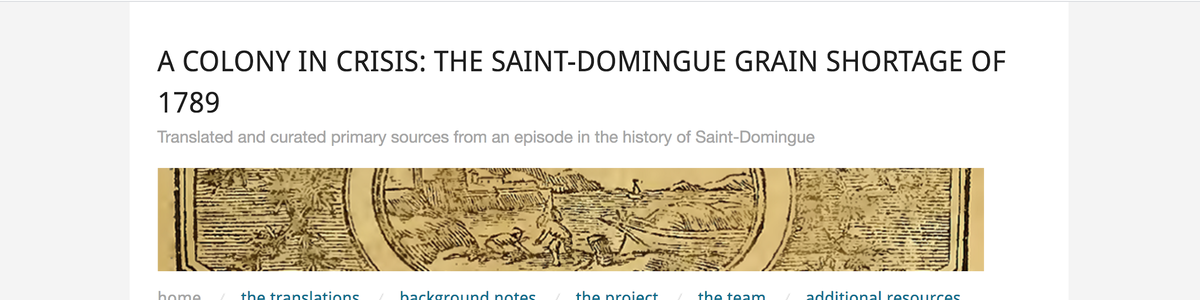 A COLONY IN CRISIS: THE SAINT-DOMINGUE GRAIN SHORTAGE OF
1789
Translated and curated primary sources from an episode in the history of Saint-Domingue
home / the translations / background notes / the project / the team / additional resources